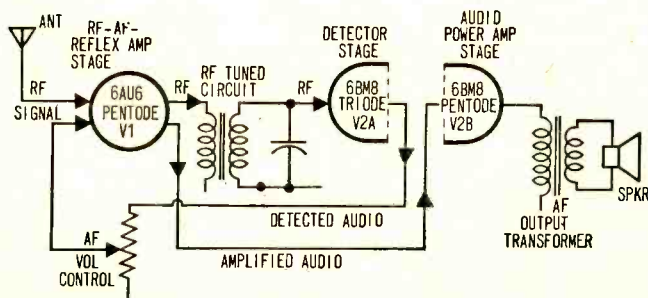 ANT
RF-AF-
REFLEX AMP
STAGE
RF
SIGNAL
6AU6
PENTODE
V1
RF
RF TUNED
CIRCUIT
RF
DETECTOR
STAGE
6BM8
TRIODE
V2A
AUDIO
POWER AMP
STAGE
6BM8
PENTODE
V2B
SPKR
AF
OUTPUT
TRANSFORMER
DETECTED AUDIO
AF
VOL
CONTROL
AMPLIFIED AUDIO